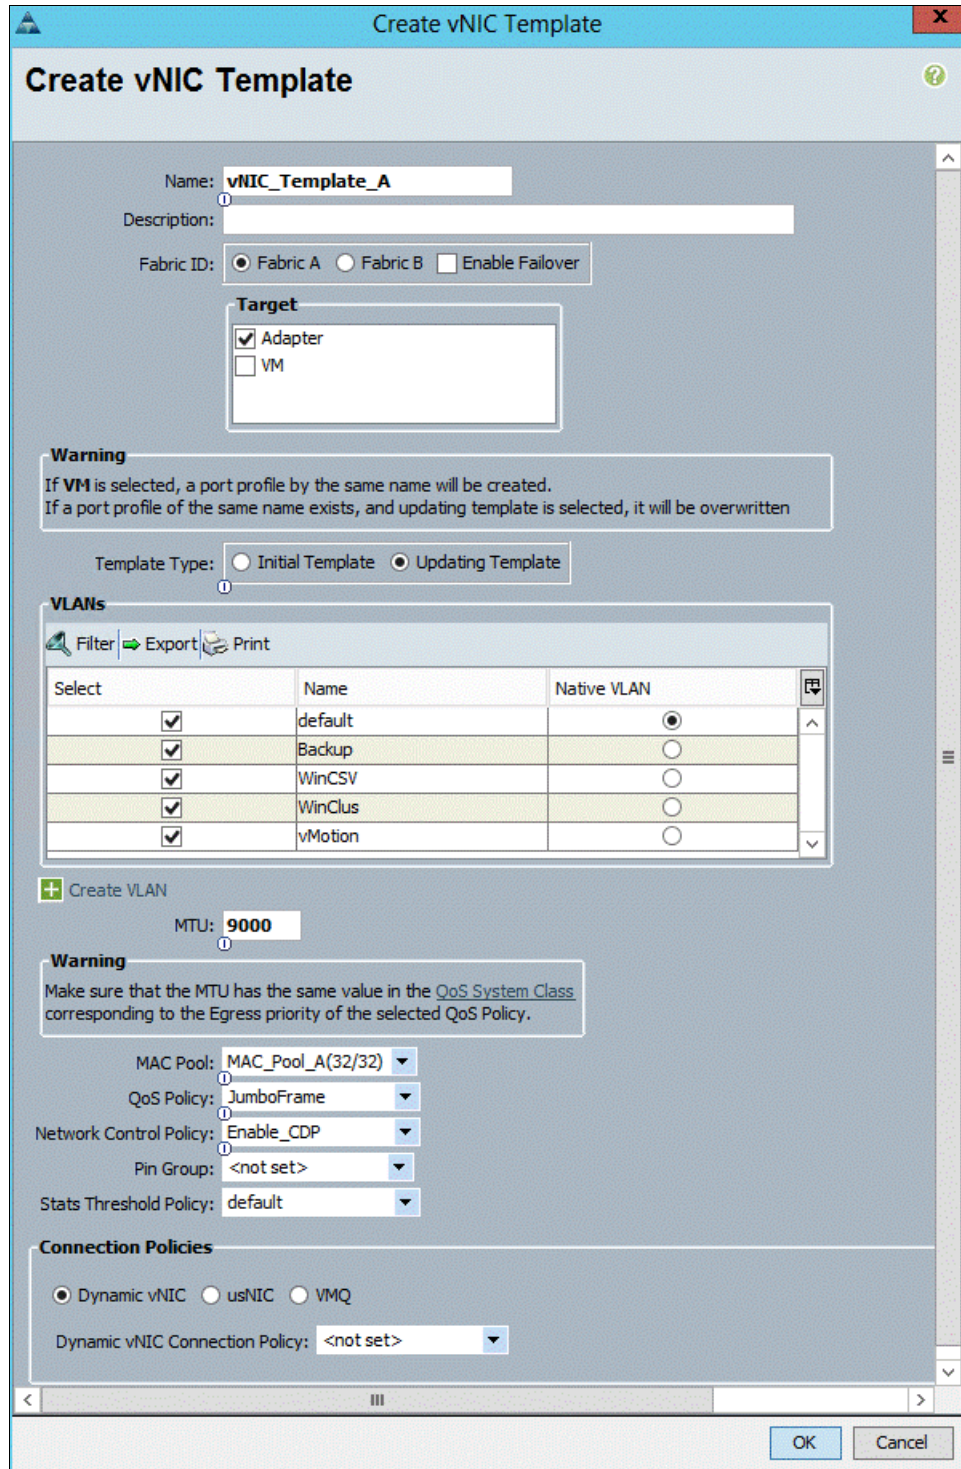 Create vNIC Template
x
Create vNIC Template
?
Name: vNIC_Template_A
Description:
Fabric ID: Fabric A Fabric B Enable Failover
Target
Adapter
VM
Warning
If VM is selected, a port profile by the same name will be created.
If a port profile of the same name exists, and updating template is selected, it will be overwritten
Template Type: Initial Template Updating Template
VLANs
Filter Export Print
Select Name Native VLAN
default
Backup
WinCSV
WinClus
vMotion
Create VLAN
MTU: 9000
Warning
Make sure that the MTU has the same value in the QoS System Class
corresponding to the Egress priority of the selected QoS Policy.
MAC Pool: MAC_Pool_A(32/32)
QoS Policy: JumboFrame
Network Control Policy: Enable_CDP
Pin Group: <not set>
Stats Threshold Policy: default
Connection Policies
Dynamic vNIC usNIC VMQ
Dynamic vNIC Connection Policy: <not set>
OK Cancel